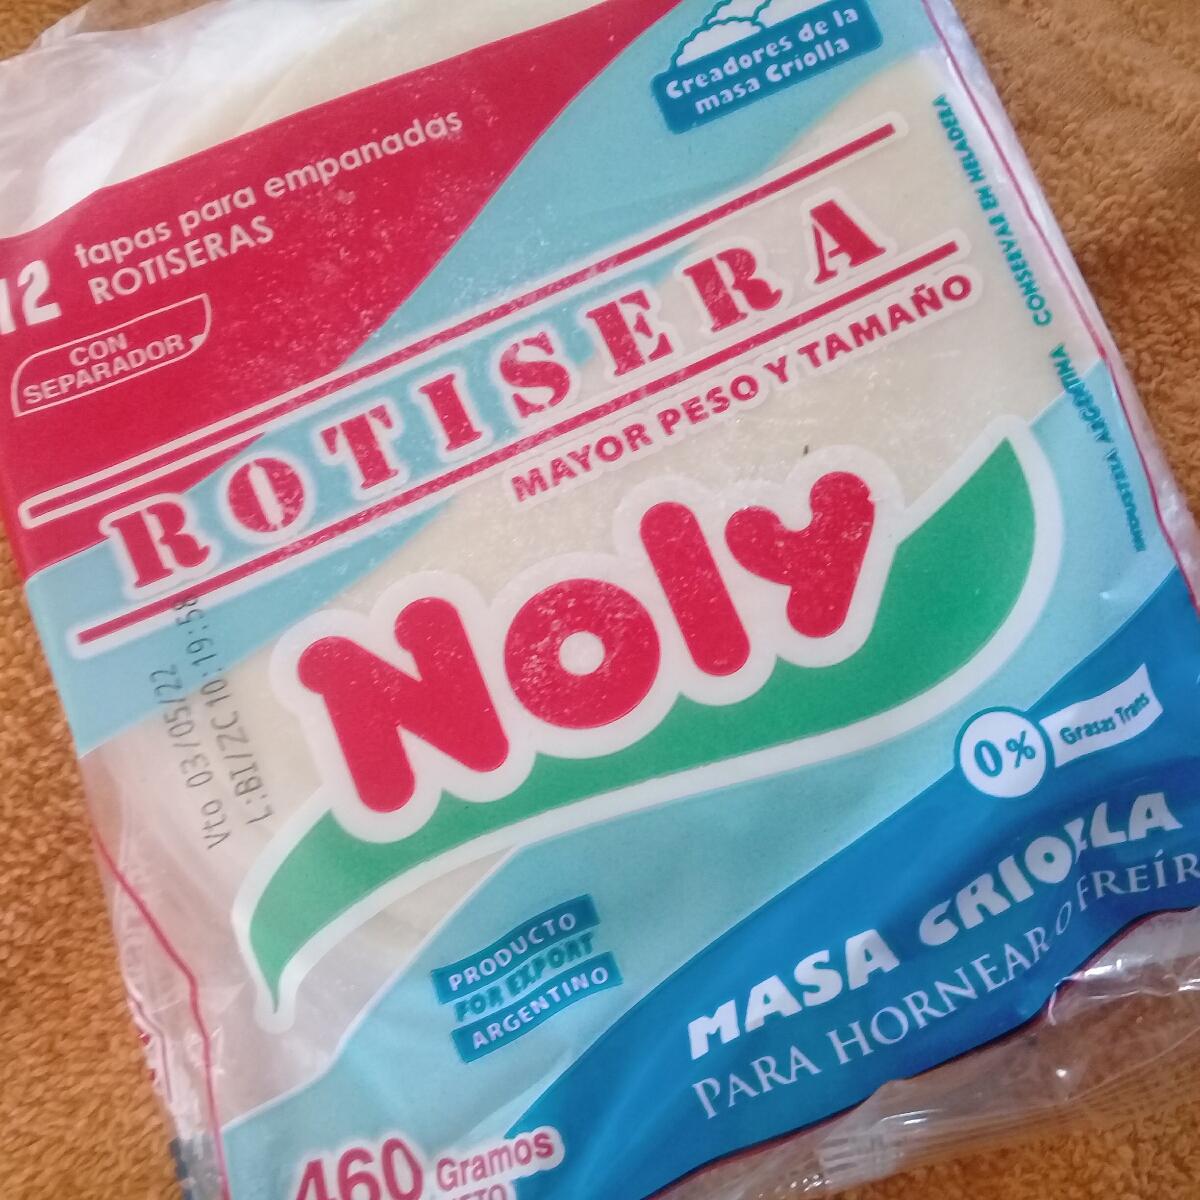 Creadores de la
masa Criolla
12
tapas para empanadas
ROTISERAS
CON
SEPARADOR
ROTISERA
MAYOR PESO Y TAMAÑO
Noly
CONSERVAR EN HELADERA
INDUSTRIA ARGENTINA
Vto 03/05/22
L:BI/2C 10:19:58
0% Grasas Trans
PRODUCTO
FOR EXPORT
ARGENTINO
MASA CRIOLLA
PARA HORNEAR O FREÍR
460 Gramos